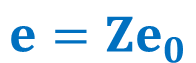 e = Ze₀